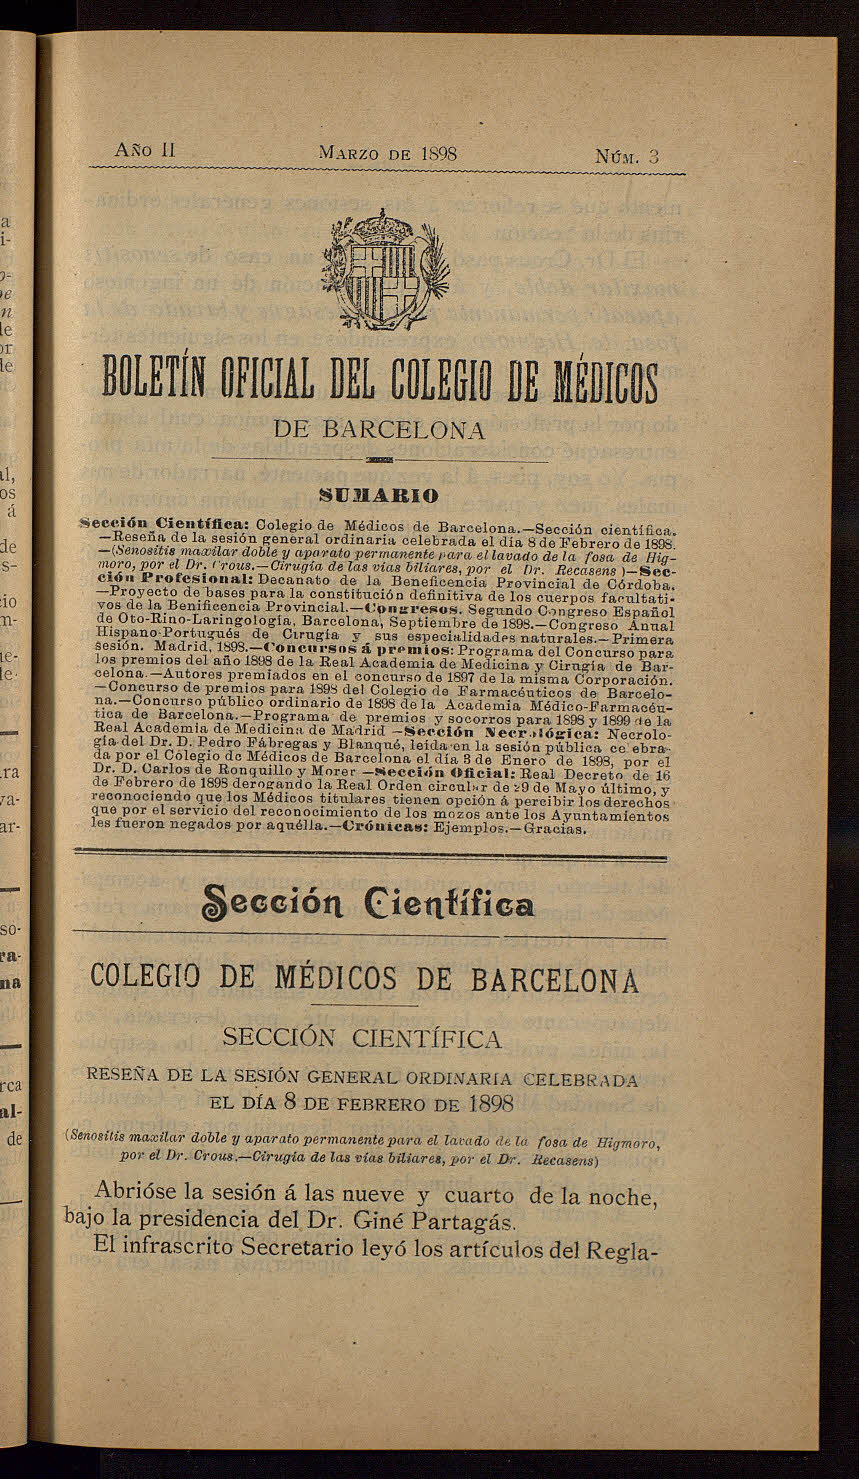 AÑO II MARZO DE 1898 NÚM. 3
BOLETÍN OFICIAL DEL COLEGIO DE MÉDICOS
DE BARCELONA
SUMARIO
Sección Científica: Colegio de Médicos de Barcelona.—Sección científica.
—Reseña de la sesión general ordinaria celebrada el día 8 de Febrero de 1898.
—(Senositis maxilar doble y aparato permanente para el lavado de la fosa de Hig-
moro, por el Dr. Crous.—Cirugía de las vías biliares, por el Dr. Recasens)—Sec-
ción Profesional: Decanato de la Beneficencia Provincial de Córdoba.
—Proyecto de bases para la constitución definitiva de los cuerpos facultati-
vos de la Benificencia Provincial.—Congresos. Segundo Congreso Español
de Oto-Rino-Laringología, Barcelona, Septiembre de 1898.—Congreso Anual
Hispano-Portugués de Cirugía y sus especialidades naturales.—Primera
sesión. Madrid, 1898.—Concursos á premios: Programa del Concurso para
los premios del año 1898 de la Real Academia de Medicina y Cirugía de Bar-
celona.—Autores premiados en el concurso de 1897 de la misma Corporación.
—Concurso de premios para 1898 del Colegio de Farmacéuticos de Barcelo-
na.—Concurso público ordinario de 1898 de la Academia Médico-Farmacéu-
tica de Barcelona.—Programa de premios y socorros para 1898 y 1899 de la
Real Academia de Medicina de Madrid—Sección Necrológica: Necrolo-
gía del Dr. D. Pedro Fábregas y Blanqué, leída en la sesión pública celebra-
da por el Colegio de Médicos de Barcelona el día 3 de Enero de 1898, por el
Dr. D. Carlos de Ronquillo y Morer—Sección Oficial: Real Decreto de 16
de Febrero de 1898 derogando la Real Orden circular de 29 de Mayo último, y
reconociendo que los Médicos titulares tienen opción á percibir los derechos
que por el servicio del reconocimiento de los mozos ante los Ayuntamientos
les fueron negados por aquélla.—Crónicas: Ejemplos.—Gracias.
Sección Científica
COLEGIO DE MÉDICOS DE BARCELONA
SECCIÓN CIENTÍFICA
RESEÑA DE LA SESIÓN GENERAL ORDINARIA CELEBRADA
EL DÍA 8 DE FEBRERO DE 1898
(Senositis maxilar doble y aparato permanente para el lavado de la fosa de Higmoro,
por el Dr. Crous.—Cirugía de las vías biliares, por el Dr. Recasens)
Abrióse la sesión á las nueve y cuarto de la noche,
bajo la presidencia del Dr. Giné Partagás.
El infrascrito Secretario leyó los artículos del Regla-